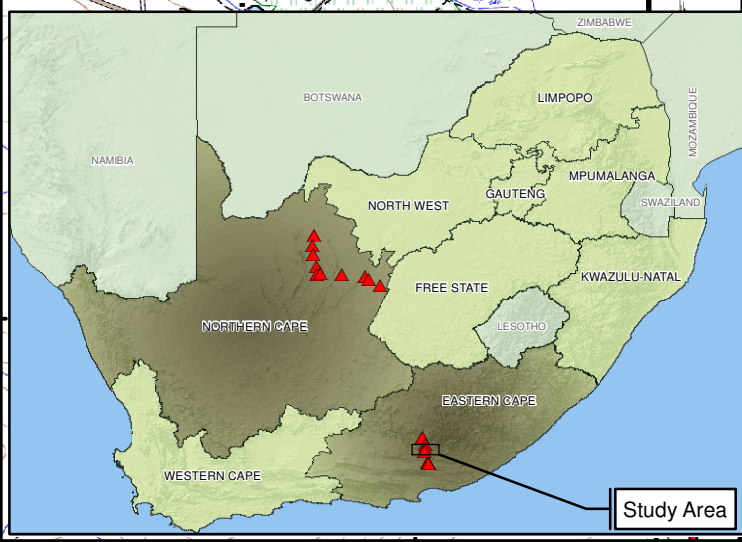 ZIMBABWE
BOTSWANA
LIMPOPO
MOZAMBIQUE
NAMIBIA
MPUMALANGA
GAUTENG
NORTH WEST
SWAZILAND
KWAZULU-NATAL
FREE STATE
NORTHERN CAPE
LESOTHO
EASTERN CAPE
WESTERN CAPE
Study Area